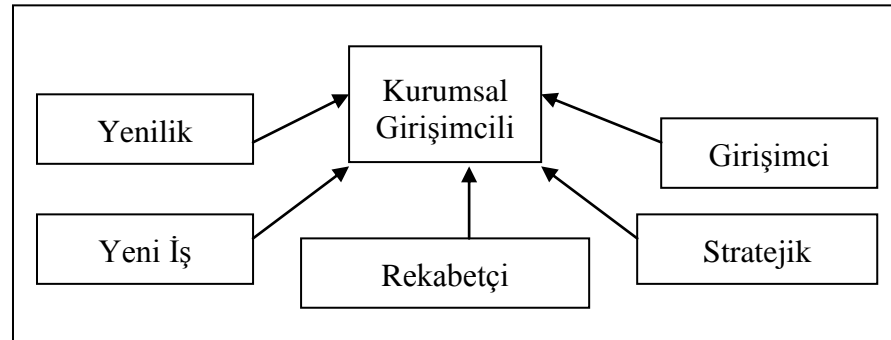 Kurumsal
Girişimcili
Yenilik
Girişimci
Yeni İş
Rekabetçi
Stratejik